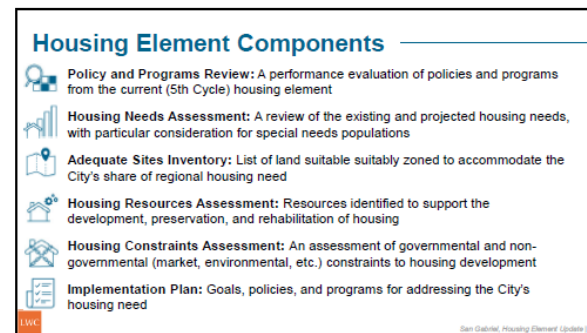 Housing Element Components
Policy and Programs Review: A performance evaluation of policies and programs
from the current (5th Cycle) housing element
Housing Needs Assessment: A review of the existing and projected housing needs,
with particular consideration for special needs populations
Adequate Sites Inventory: List of land suitable suitably zoned to accommodate the
City's share of regional housing need
Housing Resources Assessment: Resources identified to support the
development, preservation, and rehabilitation of housing
Housing Constraints Assessment: An assessment of governmental and non-
governmental (market, environmental, etc.) constraints to housing development
Implementation Plan: Goals, policies, and programs for addressing the City's
housing need
LWC
San Gabriel, Housing Element Update